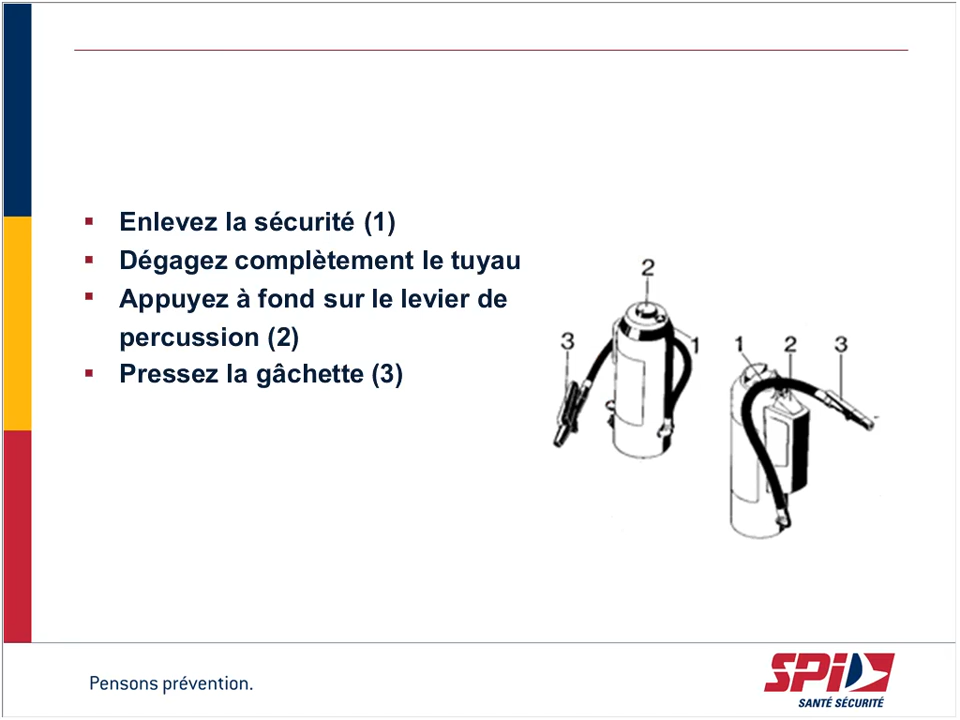 Enlevez la sécurité (1)
Dégagez complètement le tuyau
Appuyez à fond sur le levier de
percussion (2)
Pressez la gâchette (3)
2
3
1
1 2 3
Pensons prévention.
SPI
SANTÉ SÉCURITÉ